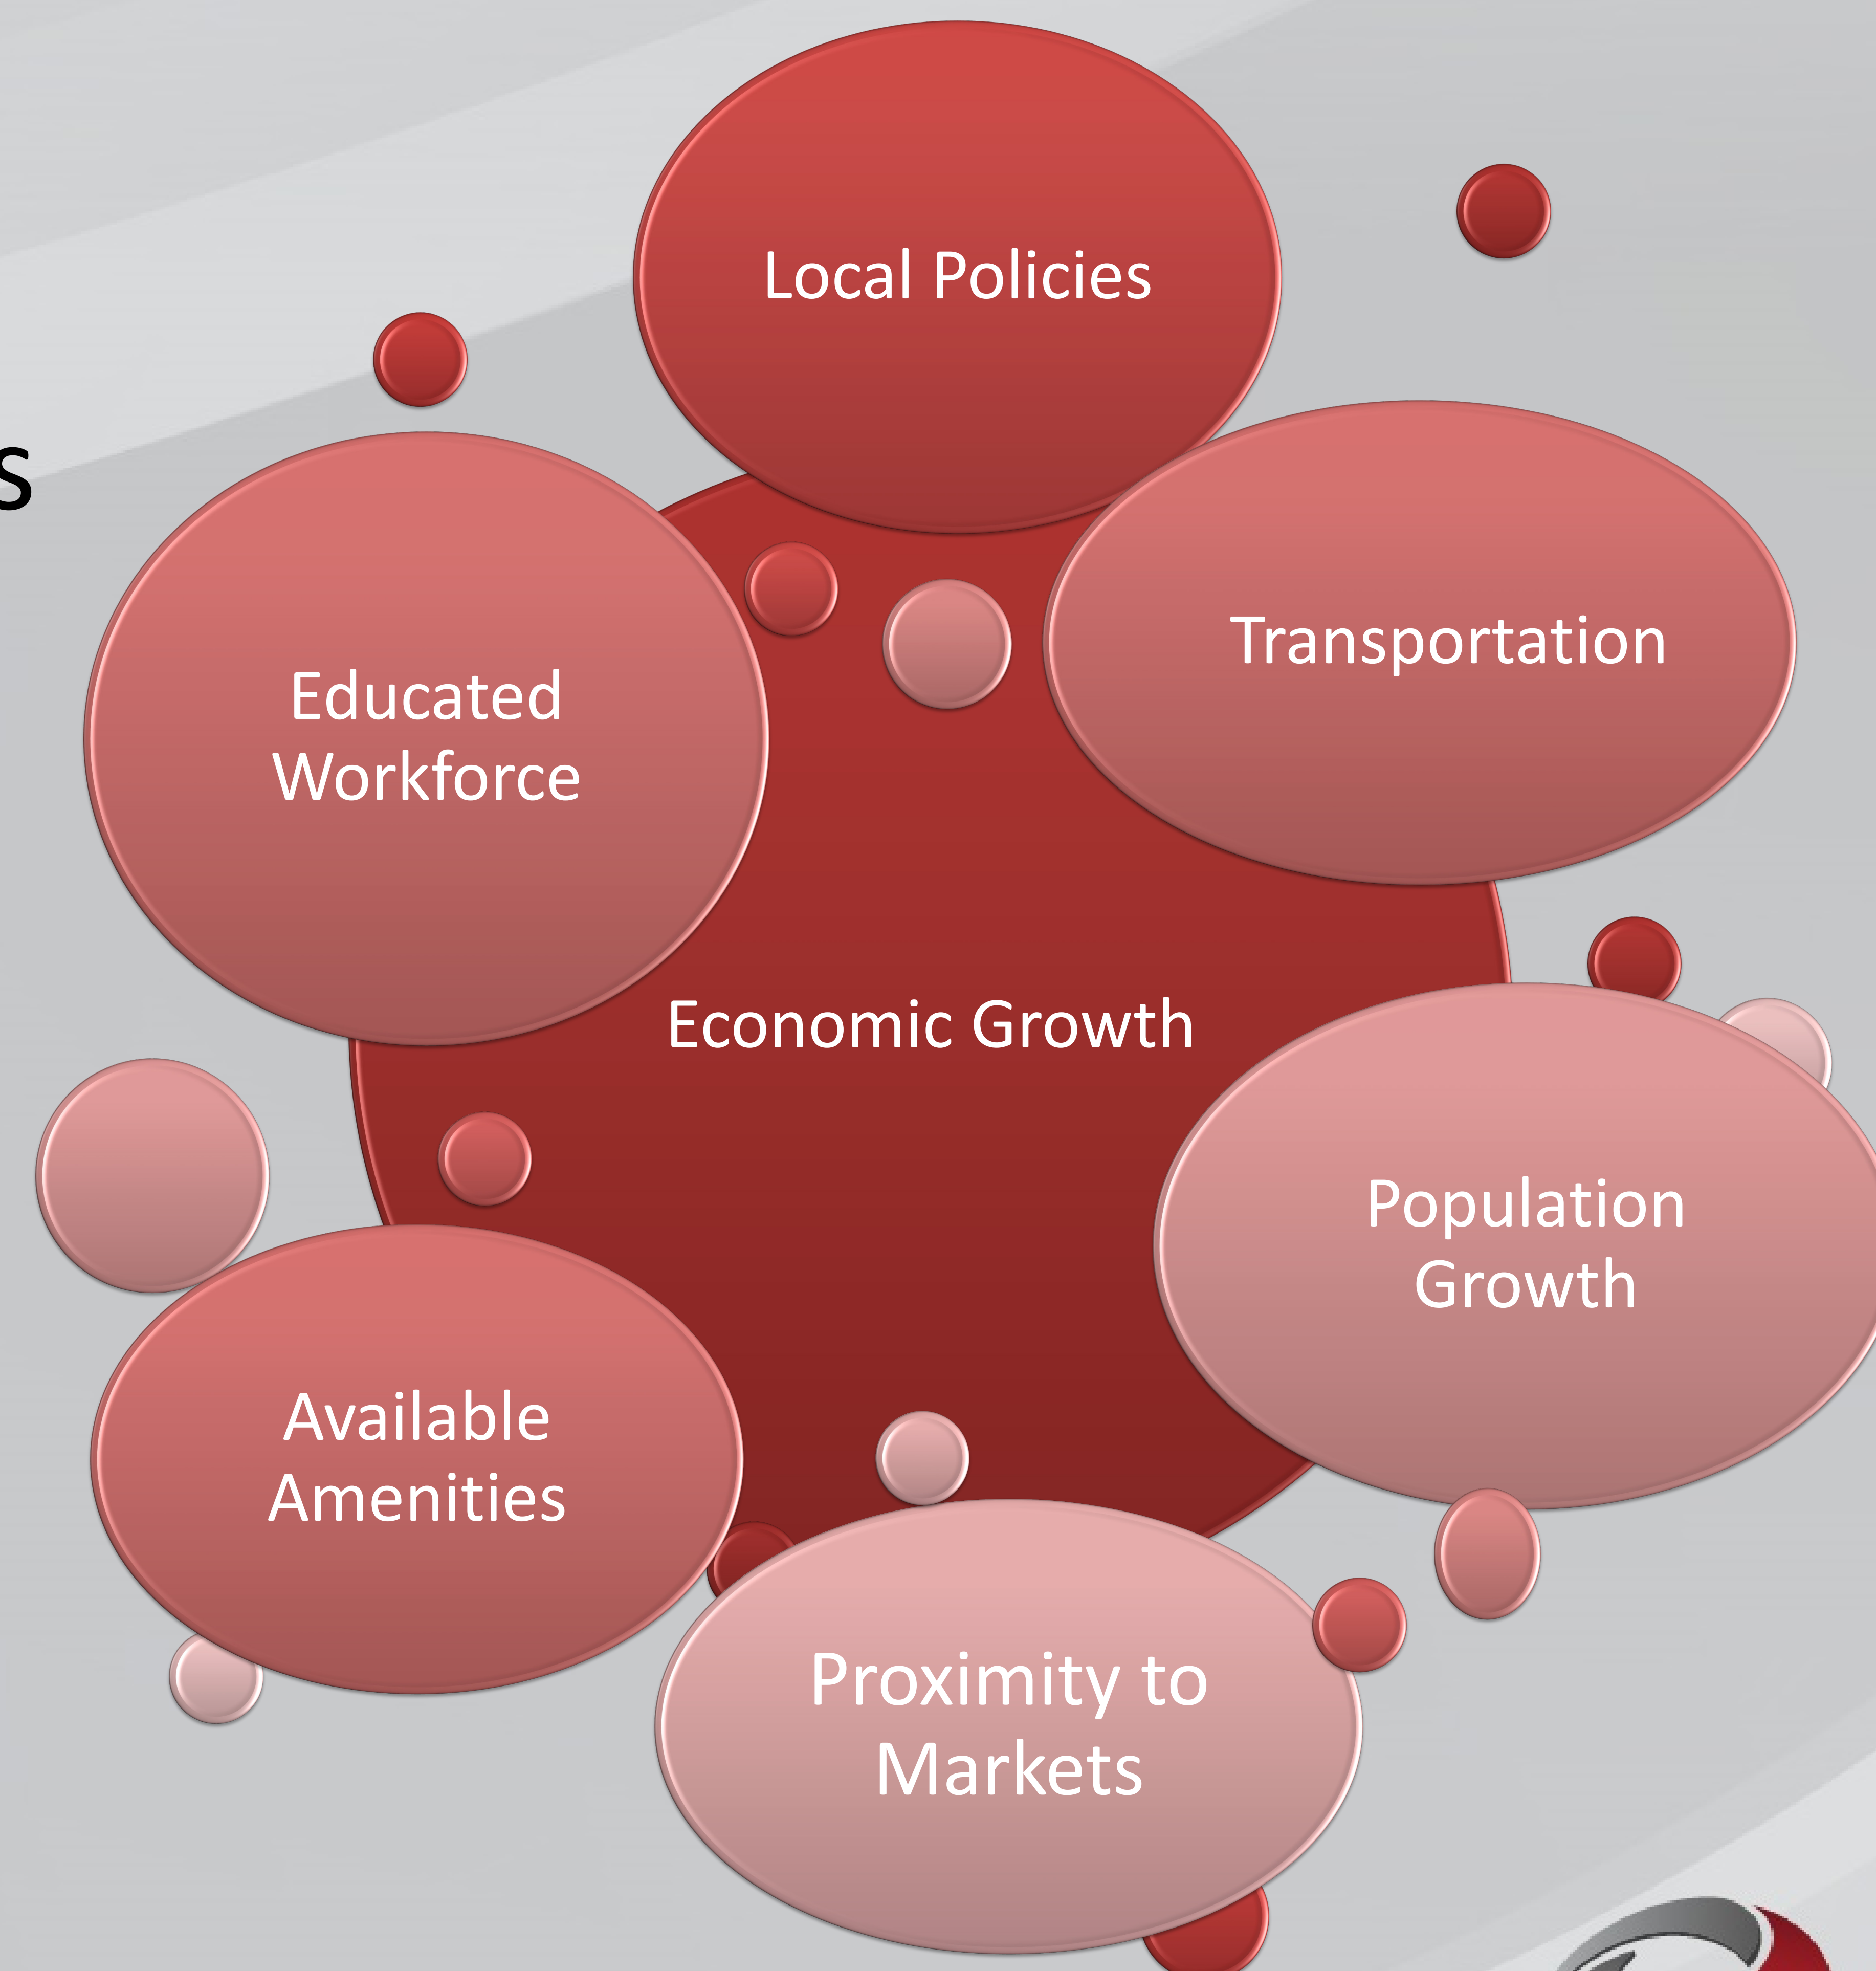 Local Policies
s
Transportation
Educated
Workforce
Economic Growth
Population
Growth
Available
Amenities
Proximity to
Markets